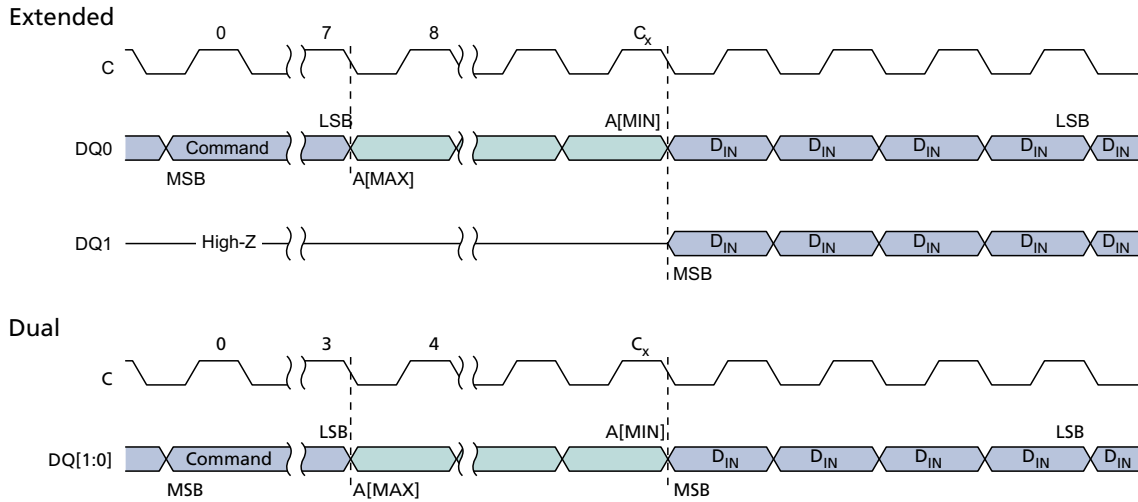 Extended
0 7 8 Cx
C
LSB A[MIN] LSB
DQ0 Command DIN DIN DIN DIN DIN
MSB A[MAX]
DQ1 High-Z DIN DIN DIN DIN DIN
MSB
Dual
0 3 4 Cx
C
LSB A[MIN] LSB
DQ[1:0] Command DIN DIN DIN DIN DIN
MSB A[MAX] MSB